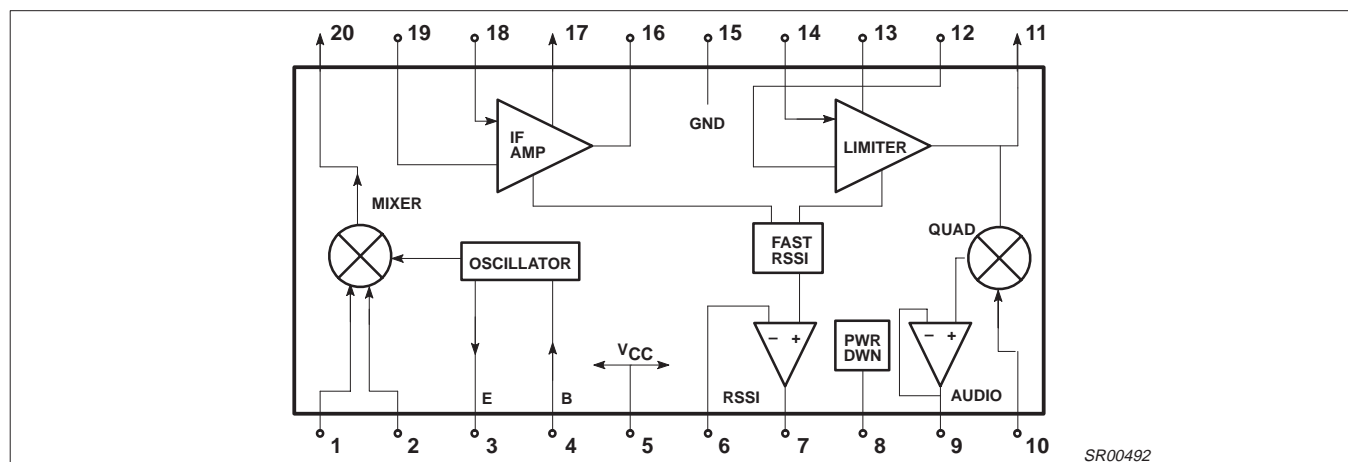 20 19 18 17 16 15 14 13 12 11
IF
AMP
GND
LIMITER
MIXER
FAST
RSSI
QUAD
OSCILLATOR
VCC
– +
PWR
DWN
– +
E B RSSI AUDIO
1 2 3 4 5 6 7 8 9 10
SR00492